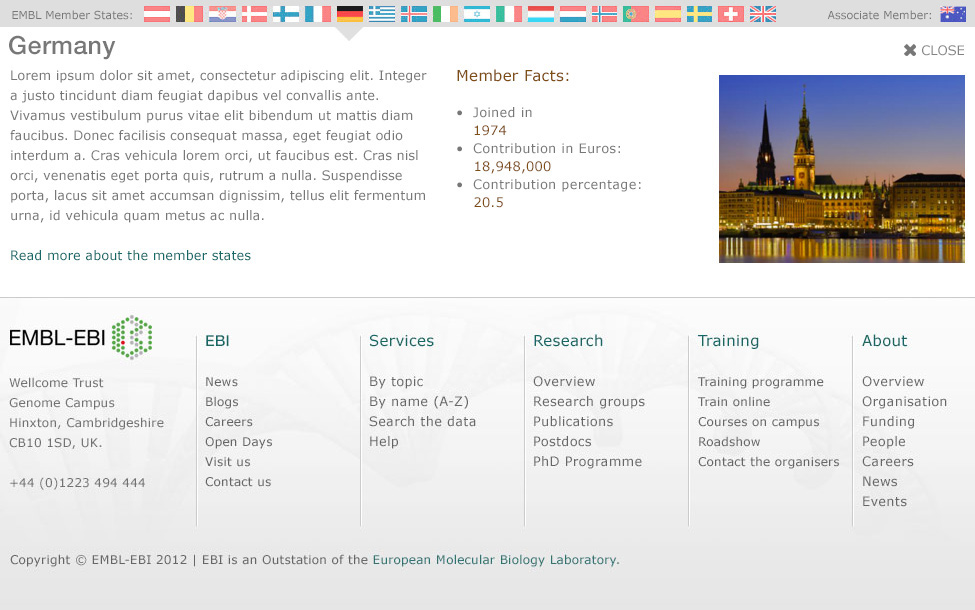 EMBL Member States:
Associate Member:
Germany
CLOSE
Lorem ipsum dolor sit amet, consectetur adipiscing elit. Integer
a justo tincidunt diam feugiat dapibus vel convallis ante.
Vivamus vestibulum purus vitae elit bibendum ut mattis diam
faucibus. Donec facilisis consequat massa, eget feugiat odio
interdum a. Cras vehicula lorem orci, ut faucibus est. Cras nisl
orci, venenatis eget porta quis, rutrum a nulla. Suspendisse
porta, lacus sit amet accumsan dignissim, tellus elit fermentum
urna, id vehicula quam metus ac nulla.
Read more about the member states
Member Facts:
• Joined in
1974
• Contribution in Euros:
18,948,000
• Contribution percentage:
20.5
EMBL-EBI
Wellcome Trust
Genome Campus
Hinxton, Cambridgeshire
CB10 1SD, UK.
+44 (0)1223 494 444
EBI
News
Blogs
Careers
Open Days
Visit us
Contact us
Services
By topic
By name (A-Z)
Search the data
Help
Research
Overview
Research groups
Publications
Postdocs
PhD Programme
Training
Training programme
Train online
Courses on campus
Roadshow
Contact the organisers
About
Overview
Organisation
Funding
People
Careers
News
Events
Copyright © EMBL-EBI 2012 | EBI is an Outstation of the European Molecular Biology Laboratory.